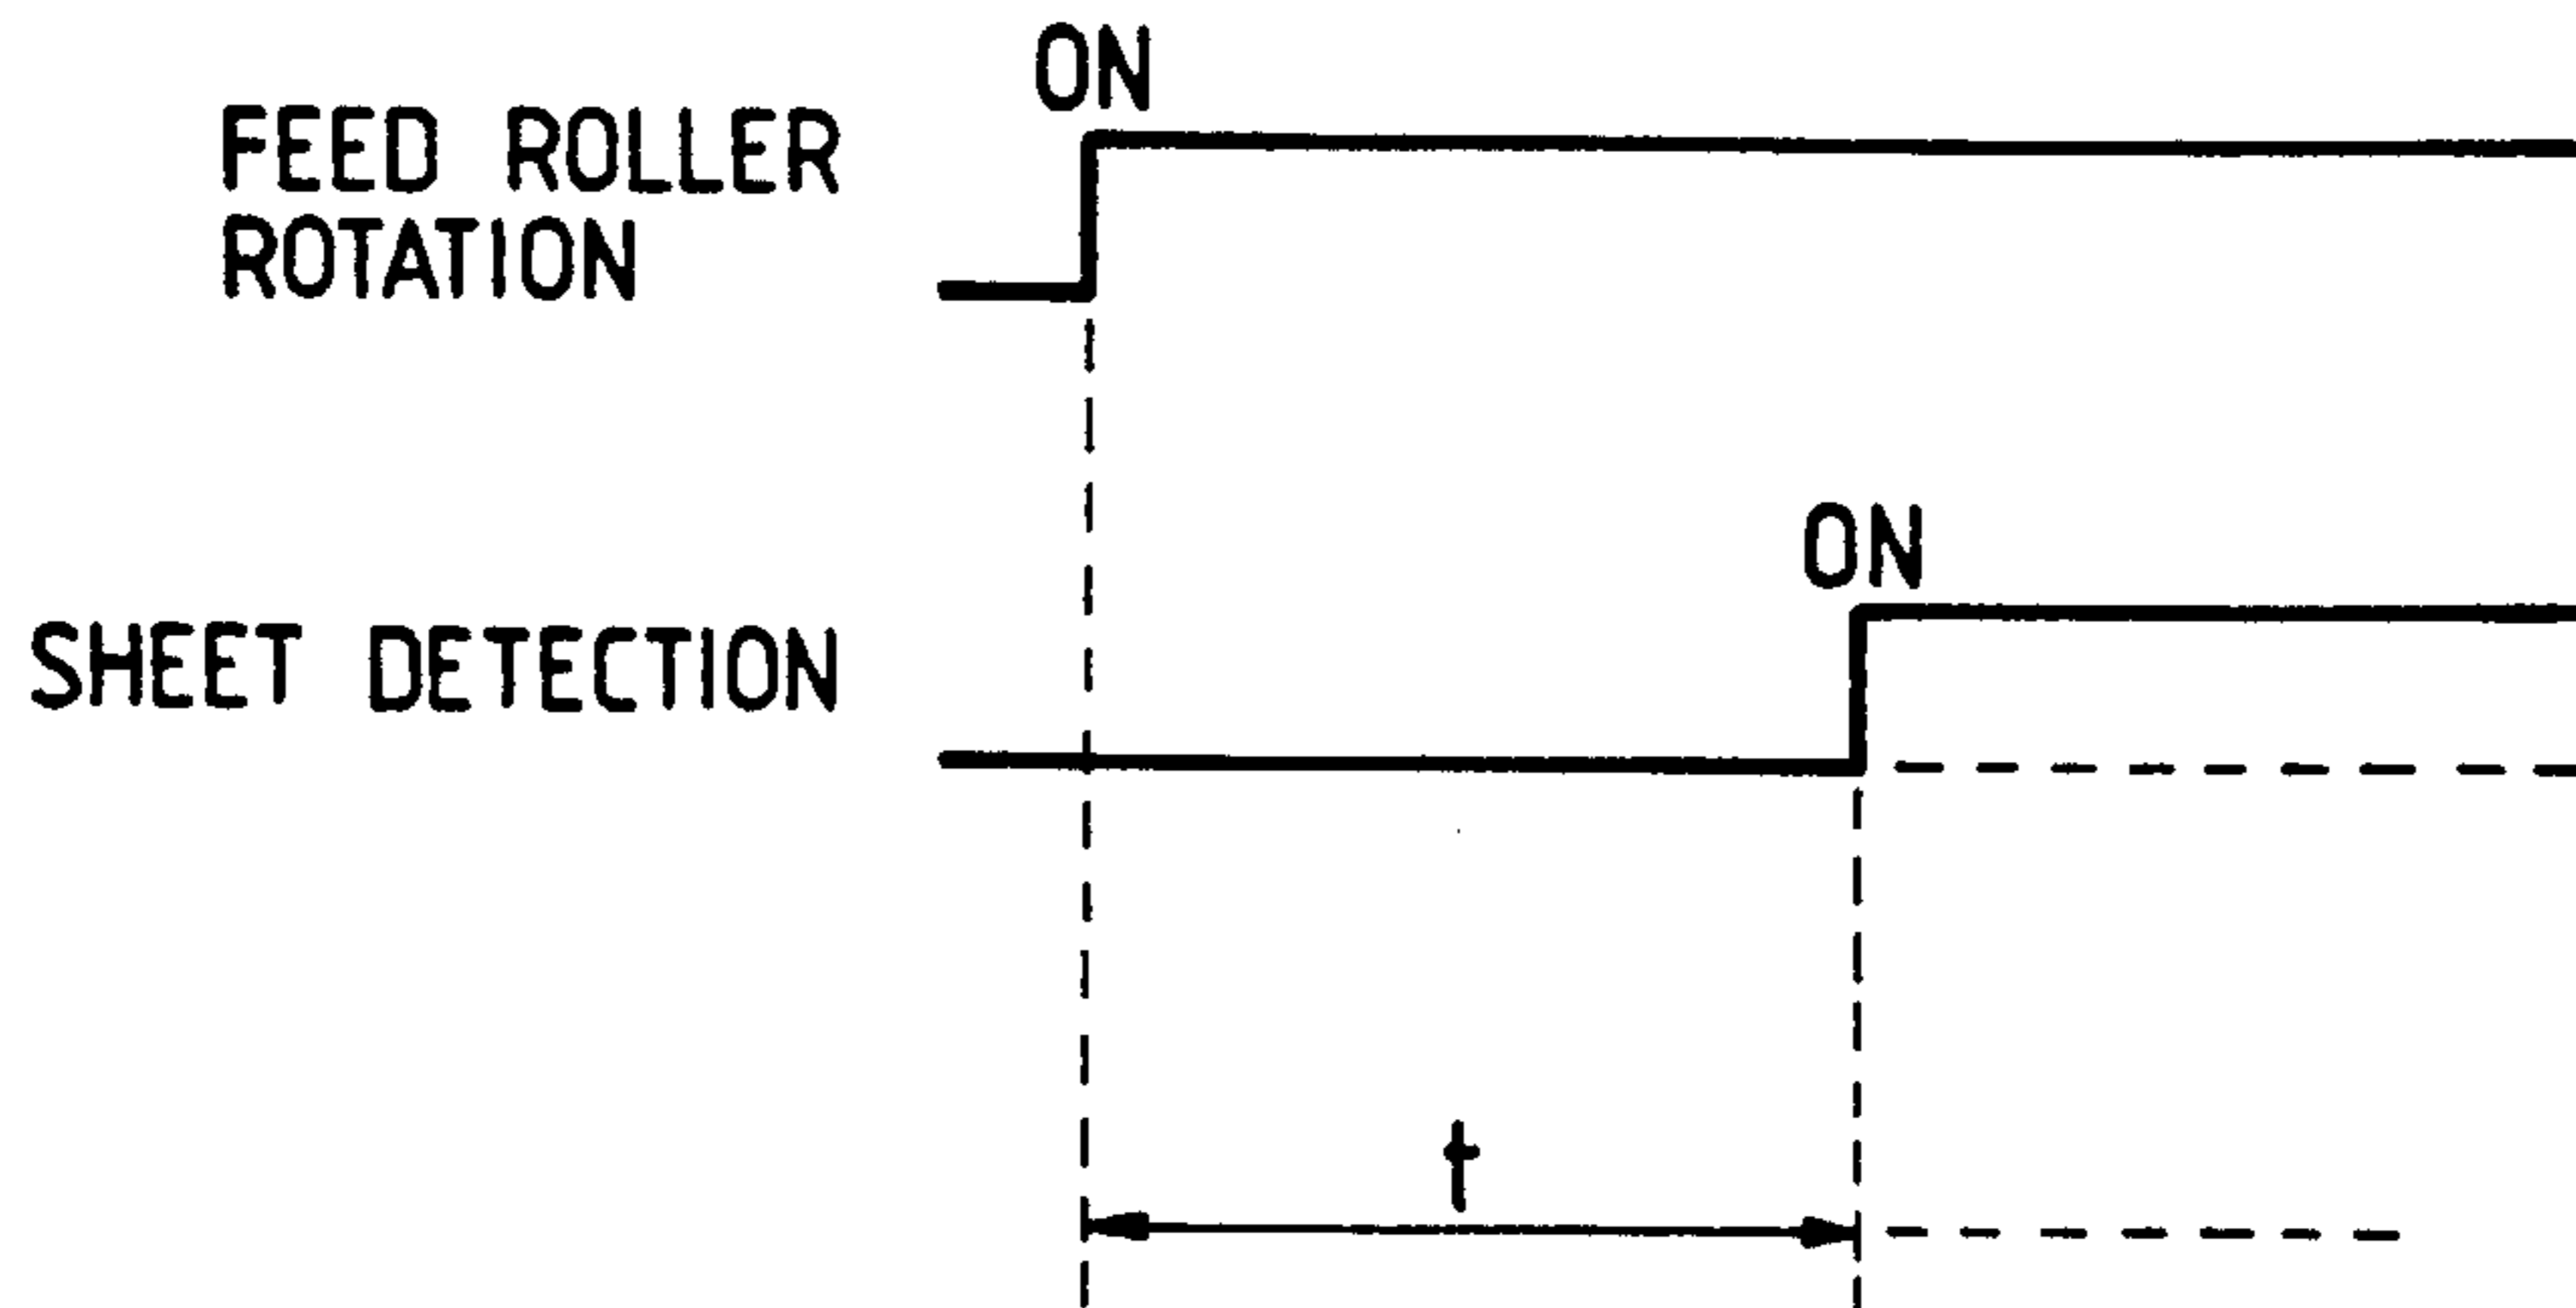 ON
FEED ROLLER
ROTATION
ON
SHEET DETECTION
t